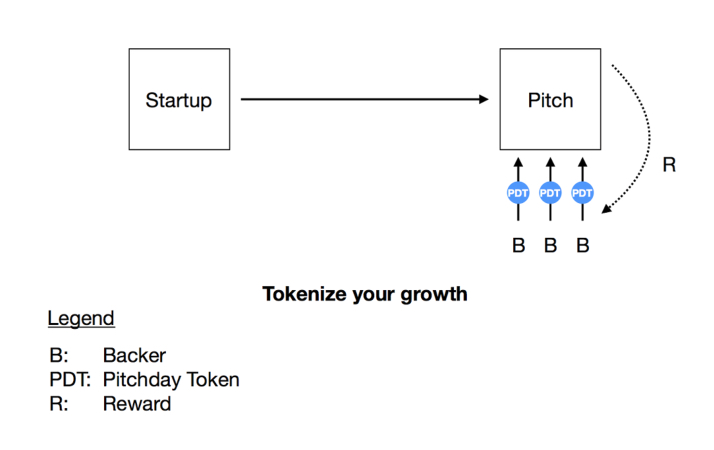 Startup
Pitch
R
PDT PDT PDT
B B B
Tokenize your growth
Legend
B: Backer
PDT: Pitchday Token
R: Reward